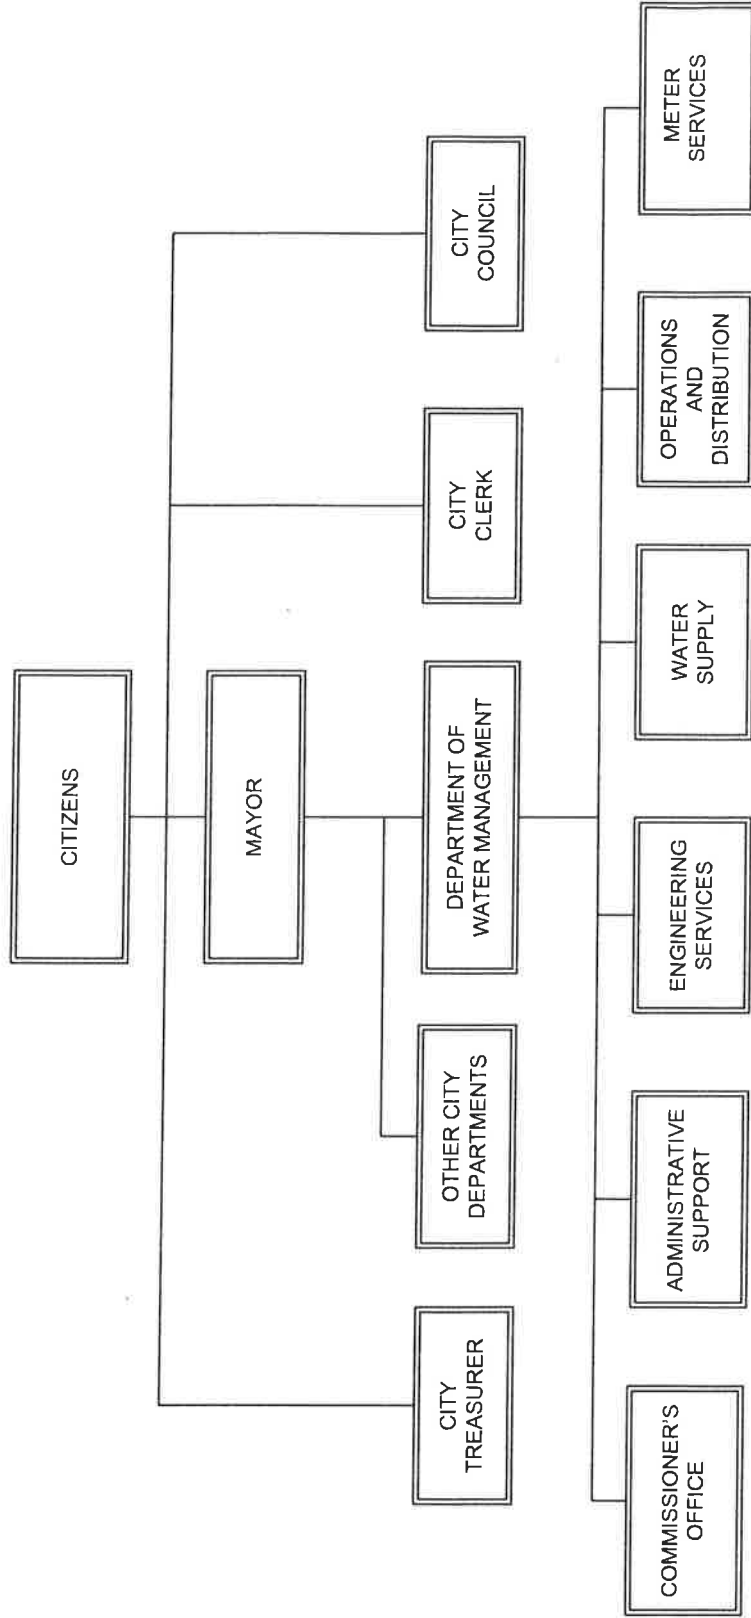 CITIZENS
MAYOR
CITY
TREASURER
OTHER CITY
DEPARTMENTS
DEPARTMENT OF
WATER MANAGEMENT
CITY
CLERK
CITY
COUNCIL
COMMISSIONER'S
OFFICE
ADMINISTRATIVE
SUPPORT
ENGINEERING
SERVICES
WATER
SUPPLY
OPERATIONS
AND
DISTRIBUTION
METER
SERVICES